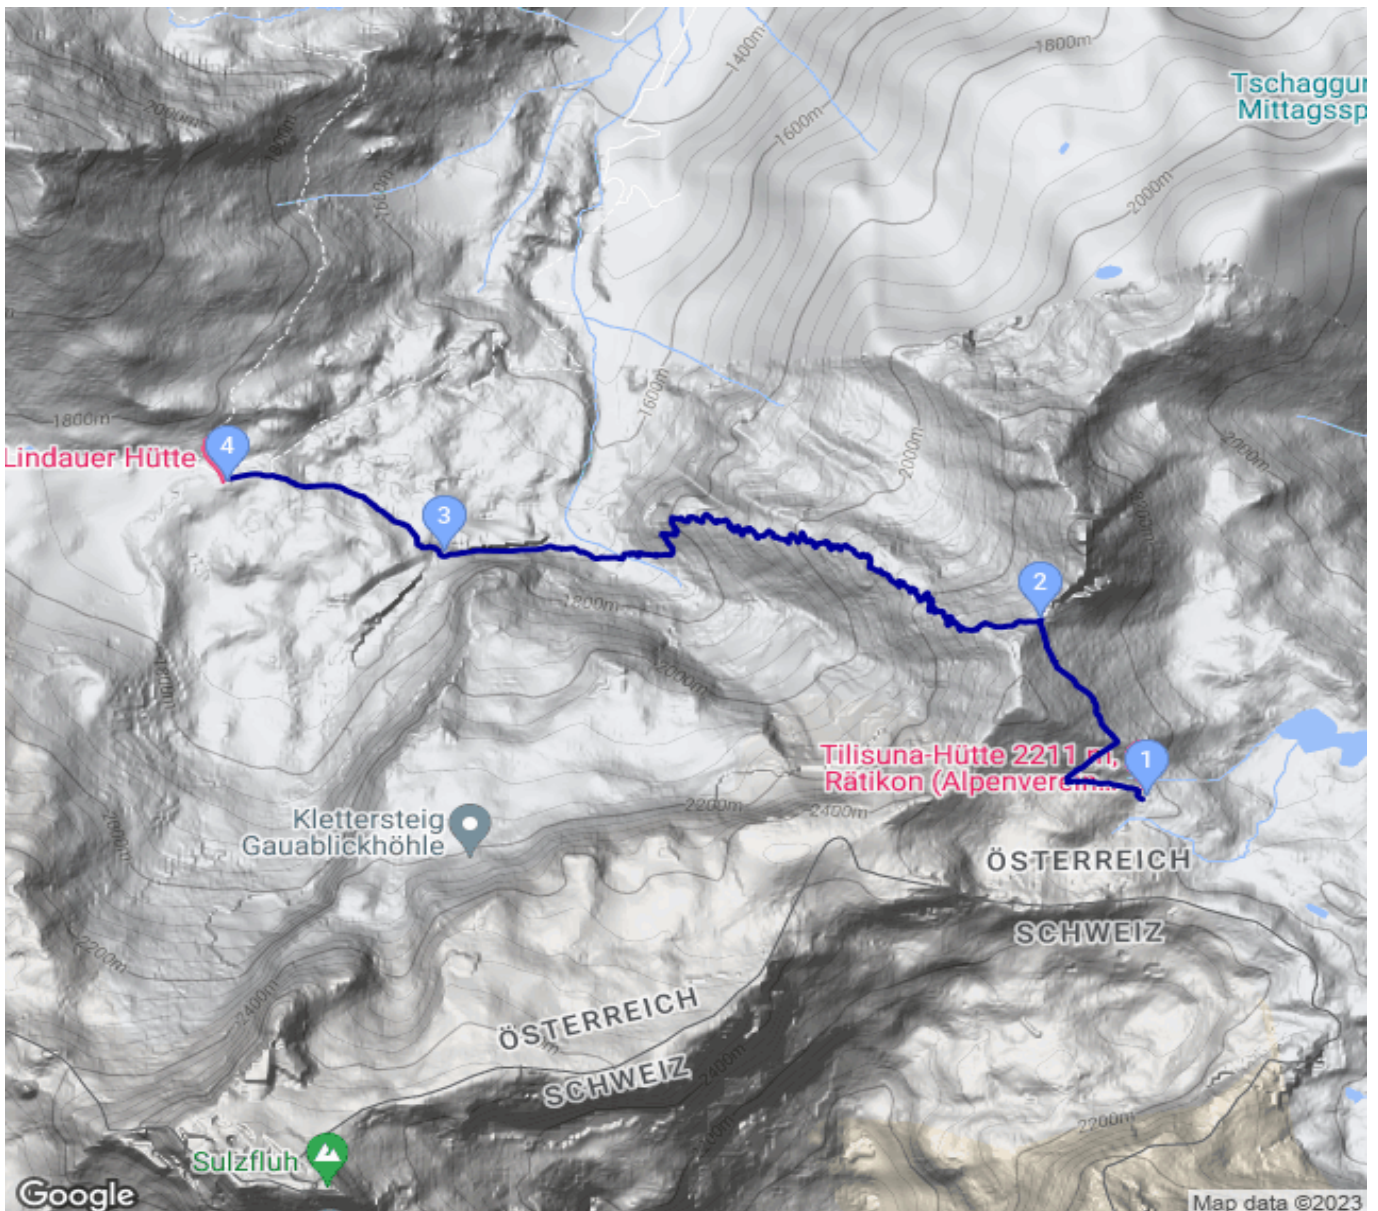 1400m
1800m
Tschaggun
Mittagssp
2000m
1800m
1600m
1600m
2000m
1800m
1600m
2000m
2000m
Lindauer Hütte
4
3
2
1800m
2000m
Tilisuna-Hütte 2211 m,
Rätikon (Alpenverein...
1
2000m
2200m
2400m
Klettersteig
Gauablickhöhle
ÖSTERREICH
SCHWEIZ
2200m
2400m
ÖSTERREICH
SCHWEIZ
2400m
2200m
Sulzfluh
Google
Map data ©2023